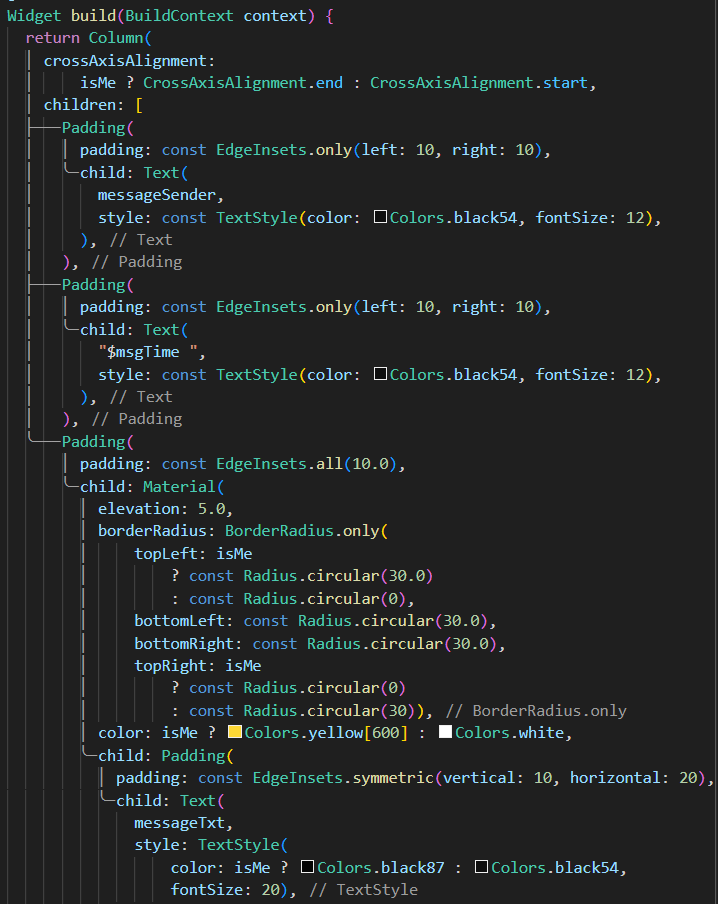 Widget build(BuildContext context) {
return Column(
crossAxisAlignment:
isMe ? CrossAxisAlignment.end : CrossAxisAlignment.start,
children: [
Padding(
padding: const EdgeInsets.only(left: 10, right: 10),
child: Text(
messageSender,
style: const TextStyle(color: Colors.black54, fontSize: 12),
), // Text
), // Padding
Padding(
padding: const EdgeInsets.only(left: 10, right: 10),
child: Text(
"$msgTime ",
style: const TextStyle(color: Colors.black54, fontSize: 12),
), // Text
), // Padding
Padding(
padding: const EdgeInsets.all(10.0),
child: Material(
elevation: 5.0,
borderRadius: BorderRadius.only(
topLeft: isMe
? const Radius.circular(30.0)
: const Radius.circular(0),
bottomLeft: const Radius.circular(30.0),
bottomRight: const Radius.circular(30.0),
topRight: isMe
? const Radius.circular(0)
: const Radius.circular(30)), // BorderRadius.only
color: isMe ? Colors.yellow[600] : Colors.white,
child: Padding(
padding: const EdgeInsets.symmetric(vertical: 10, horizontal: 20),
child: Text(
messageTxt,
style: TextStyle(
color: isMe ? Colors.black87 : Colors.black54,
fontSize: 20), // TextStyle